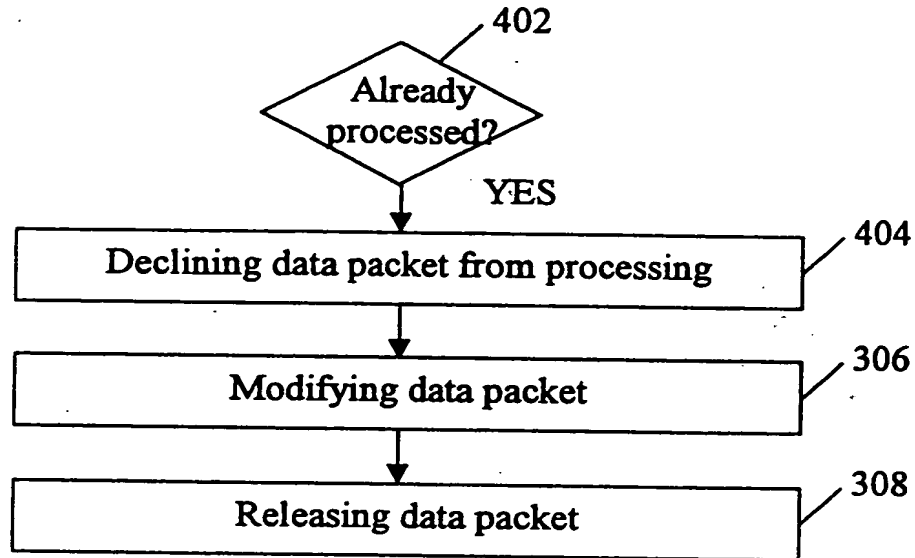 402
Already
processed?
YES
404
Declining data packet from processing
306
Modifying data packet
308
Releasing data packet